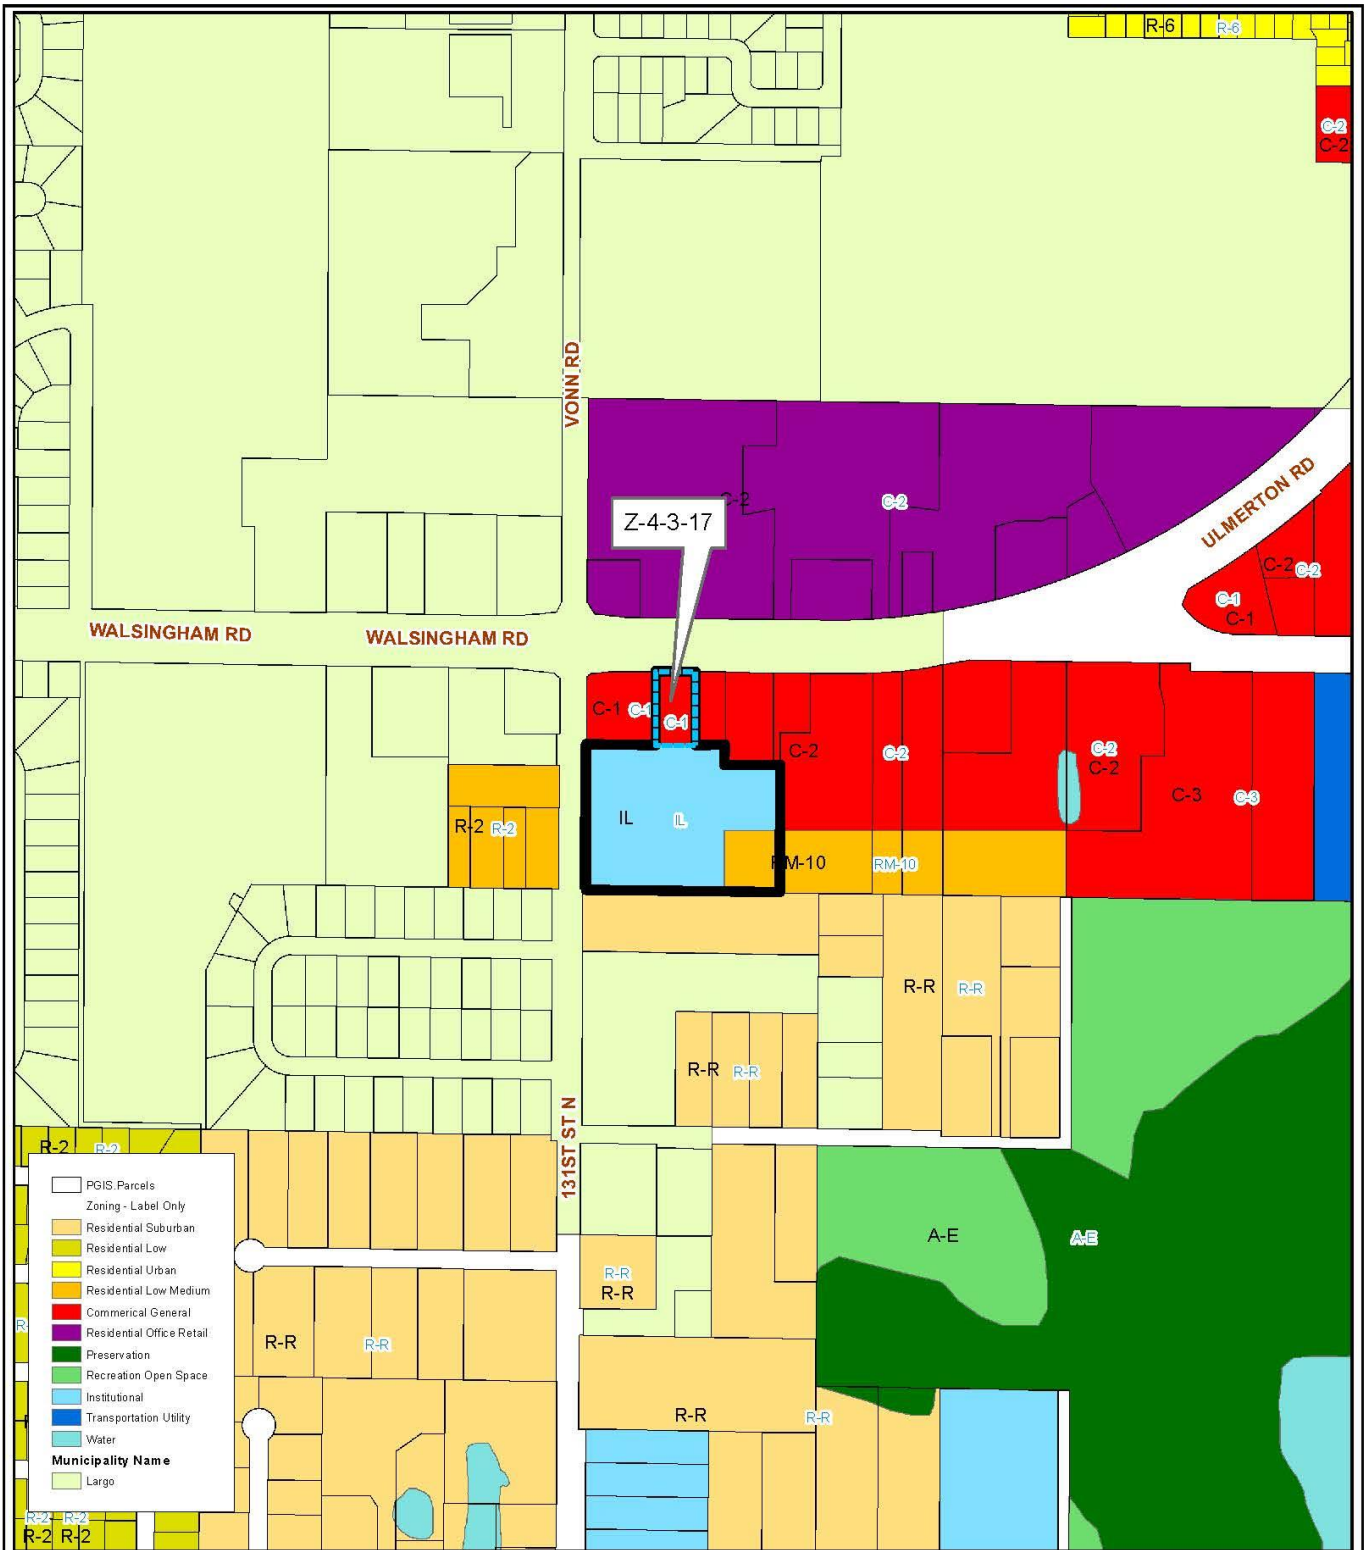 R-6 R-6
C-2
C-2
VONN RD
C-2 C-2
Z-4-3-17
ULMERTON RD
C-2 C-2
C-1
C-1
WALSINGHAM RD WALSINGHAM RD
C-1 C-1 C-1
C-2 C-2 C-2
C-2
C-3 C-3
IL IL
R-2 R-2
RM-10 RM-10
R-R R-R
R-R R-R
131ST ST N
R-2 R-2
A-E A-E
R-R
R-R
R-R R-R
R-R R-R
PGIS.Parcels
Zoning - Label Only
Residential Suburban
Residential Low
Residential Urban
Residential Low Medium
Commerical General
Residential Office Retail
Preservation
Recreation Open Space
Institutional
Transportation Utility
Water
Municipality Name
Largo
R-2 R-2
R-2 R-2